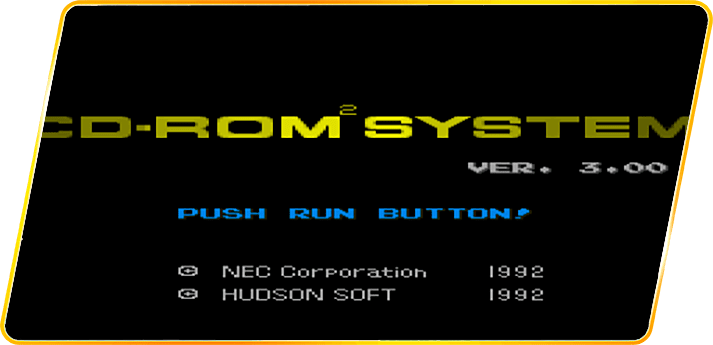 CD-ROM² SYSTEM
VER. 3.00
PUSH RUN BUTTON!
© NEC Corporation 1992
© HUDSON SOFT 1992